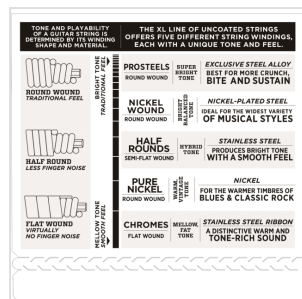 TONE AND PLAYABILITY
OF A GUITAR STRING IS
DETERMINED BY ITS WINDING
SHAPE AND MATERIAL.
THE XL LINE OF UNCOATED STRINGS
OFFERS FIVE DIFFERENT STRING WINDINGS,
EACH WITH A UNIQUE TONE AND FEEL.
ROUND WOUND
TRADITIONAL FEEL
HALF ROUND
LESS FINGER NOISE
FLAT WOUND
VIRTUALLY
NO FINGER NOISE
BRIGHT TONE
TRADITIONAL FEEL
MELLOW TONE
SMOOTH FEEL
PROSTEELS
ROUND WOUND
SUPER
BRIGHT
TONE
EXCLUSIVE STEEL ALLOY
BEST FOR MORE CRUNCH,
BITE AND SUSTAIN
NICKEL
WOUND
ROUND WOUND
BRIGHT
BALANCED
TONE
NICKEL-PLATED STEEL
IDEAL FOR THE WIDEST VARIETY
OF MUSICAL STYLES
HALF
ROUNDS
SEMI-FLAT WOUND
HYBRID
TONE
STAINLESS STEEL
PRODUCES BRIGHT TONE
WITH A SMOOTH FEEL
PURE
NICKEL
ROUND WOUND
WARM
VINTAGE
TONE
NICKEL
FOR THE WARMER TIMBRES OF
BLUES & CLASSIC ROCK
CHROMES
FLAT WOUND
MELLOW,
FAT
TONE
STAINLESS STEEL RIBBON
A DISTINCTIVE WARM AND
TONE-RICH SOUND